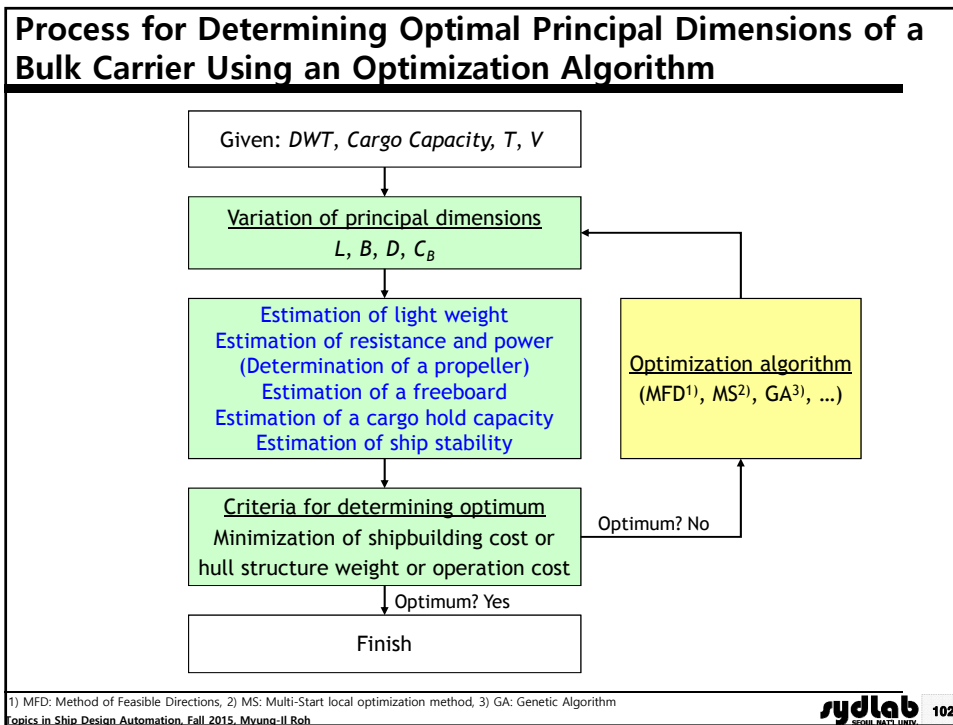 Process for Determining Optimal Principal Dimensions of a
Bulk Carrier Using an Optimization Algorithm
Given: DWT, Cargo Capacity, T, V
Variation of principal dimensions
L, B, D, C_B
Estimation of light weight
Estimation of resistance and power
(Determination of a propeller)
Estimation of a freeboard
Estimation of a cargo hold capacity
Estimation of ship stability
Optimization algorithm
(MFD1), MS2), GA3), …)
Criteria for determining optimum
Minimization of shipbuilding cost or
hull structure weight or operation cost
Optimum? No
Optimum? Yes
Finish
1) MFD: Method of Feasible Directions, 2) MS: Multi-Start local optimization method, 3) GA: Genetic Algorithm
Topics in Ship Design Automation, Fall 2015, Myung-Il Roh
sydlab
SEOUL NAT'L UNIV.
102